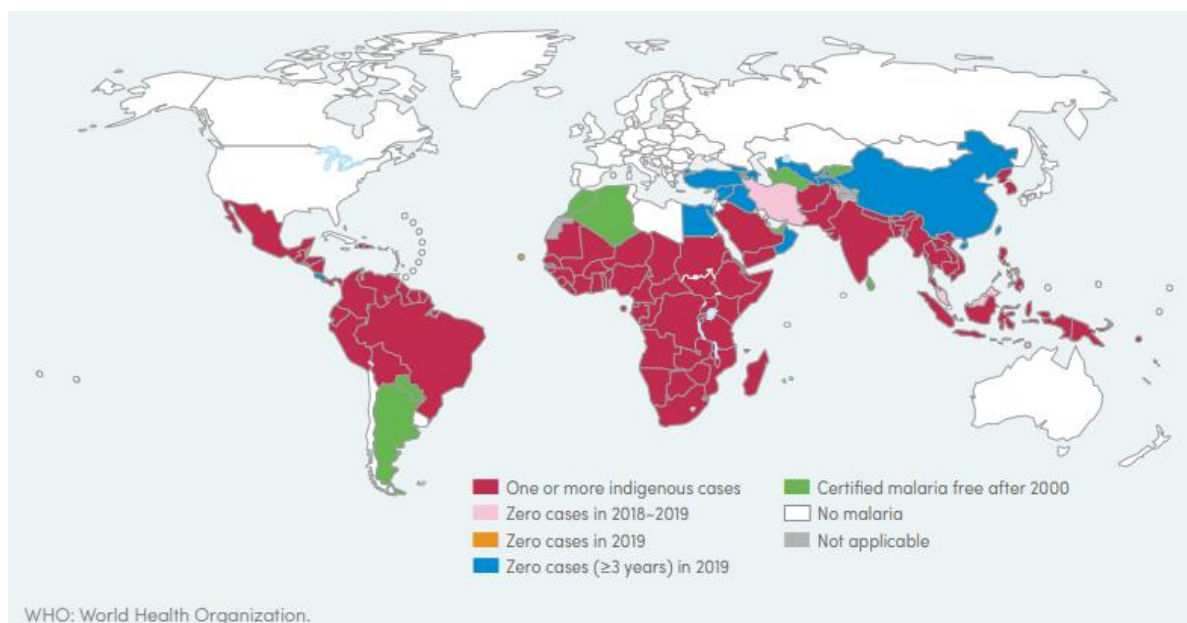 One or more indigenous cases
Zero cases in 2018–2019
Zero cases in 2019
Zero cases (≥3 years) in 2019
Certified malaria free after 2000
No malaria
Not applicable
WHO: World Health Organization.